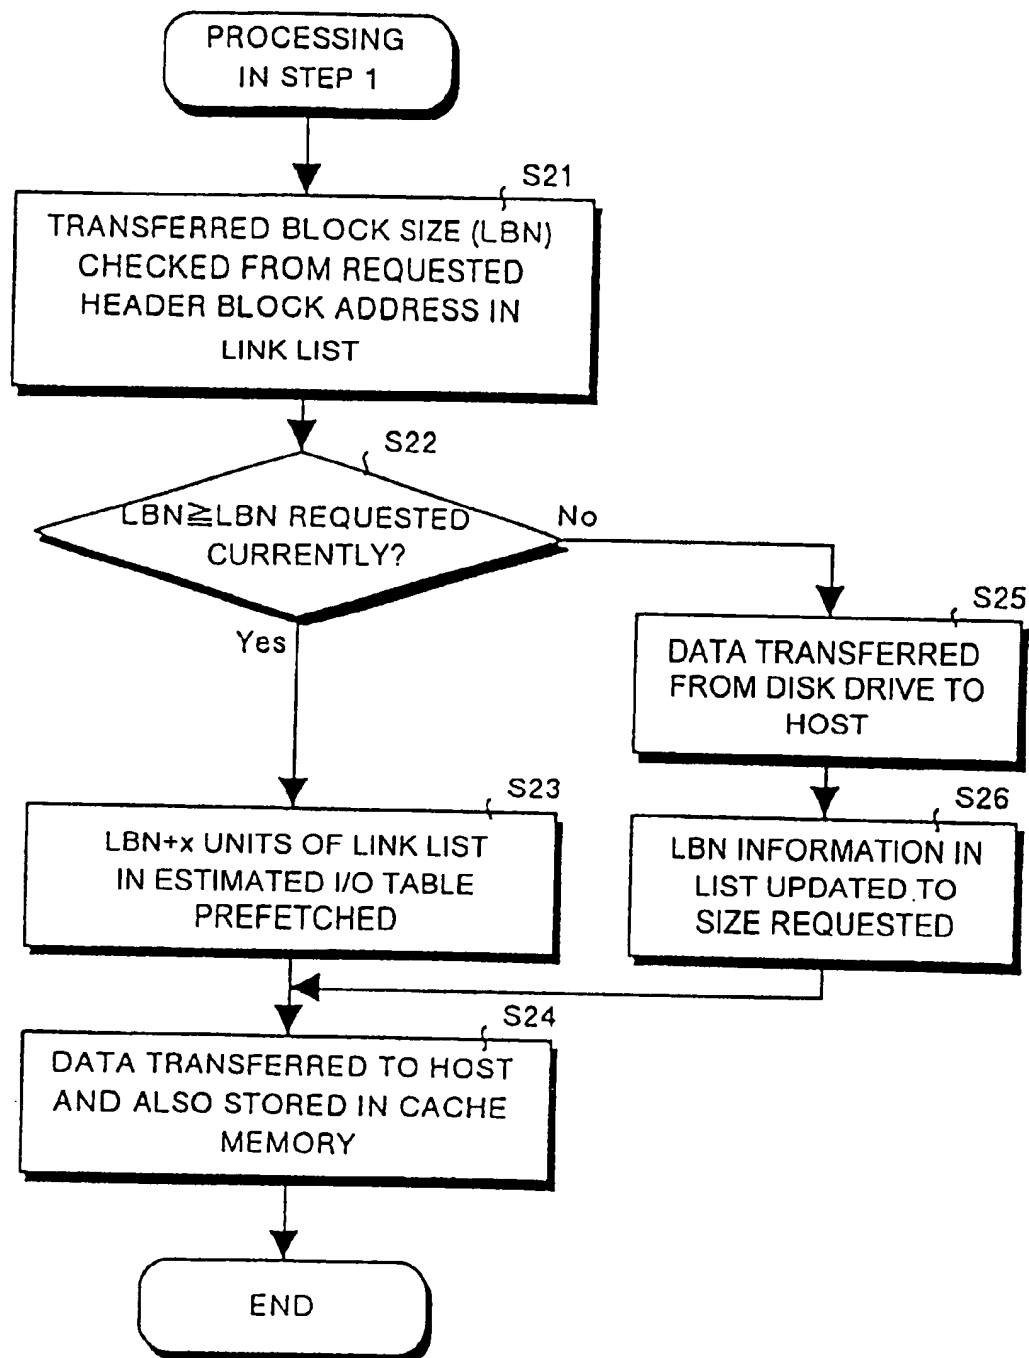 PROCESSING
IN STEP 1
S21
TRANSFERRED BLOCK SIZE (LBN)
CHECKED FROM REQUESTED
HEADER BLOCK ADDRESS IN
LINK LIST
S22
LBN≧LBN REQUESTED
CURRENTLY?
No
Yes
S25
DATA TRANSFERRED
FROM DISK DRIVE TO
HOST
S23
LBN+x UNITS OF LINK LIST
IN ESTIMATED I/O TABLE
PREFETCHED
S26
LBN INFORMATION IN
LIST UPDATED TO
SIZE REQUESTED
S24
DATA TRANSFERRED TO HOST
AND ALSO STORED IN CACHE
MEMORY
END